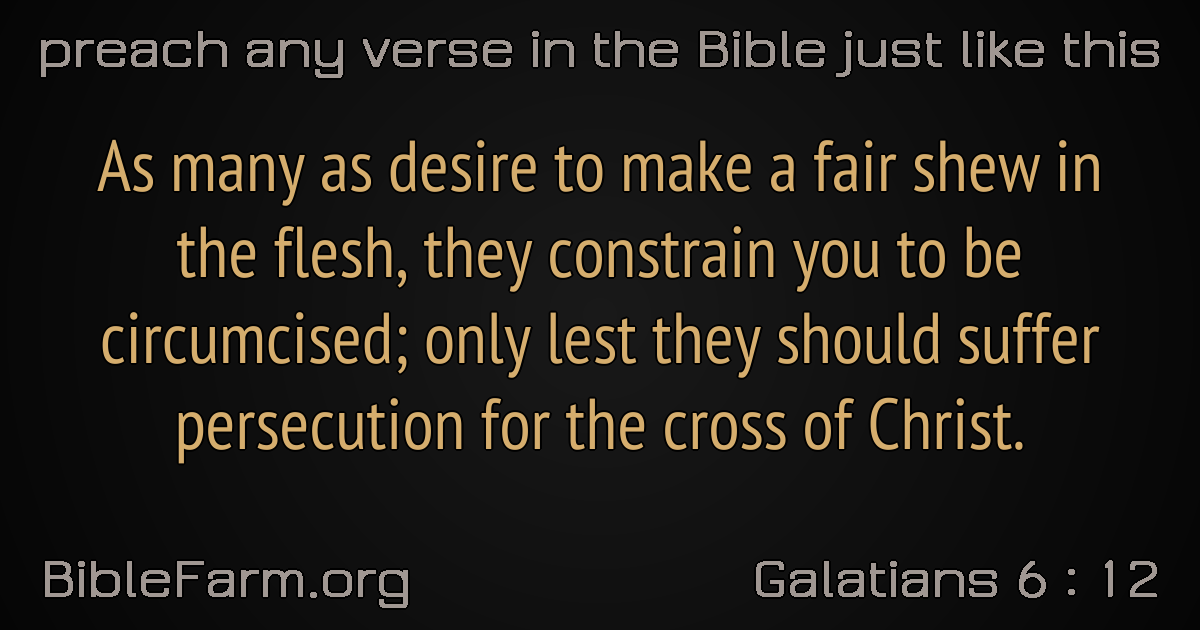 preach any verse in the Bible just like this
As many as desire to make a fair shew in
the flesh, they constrain you to be
circumcised; only lest they should suffer
persecution for the cross of Christ.
BibleFarm.org
Galatians 6 : 12